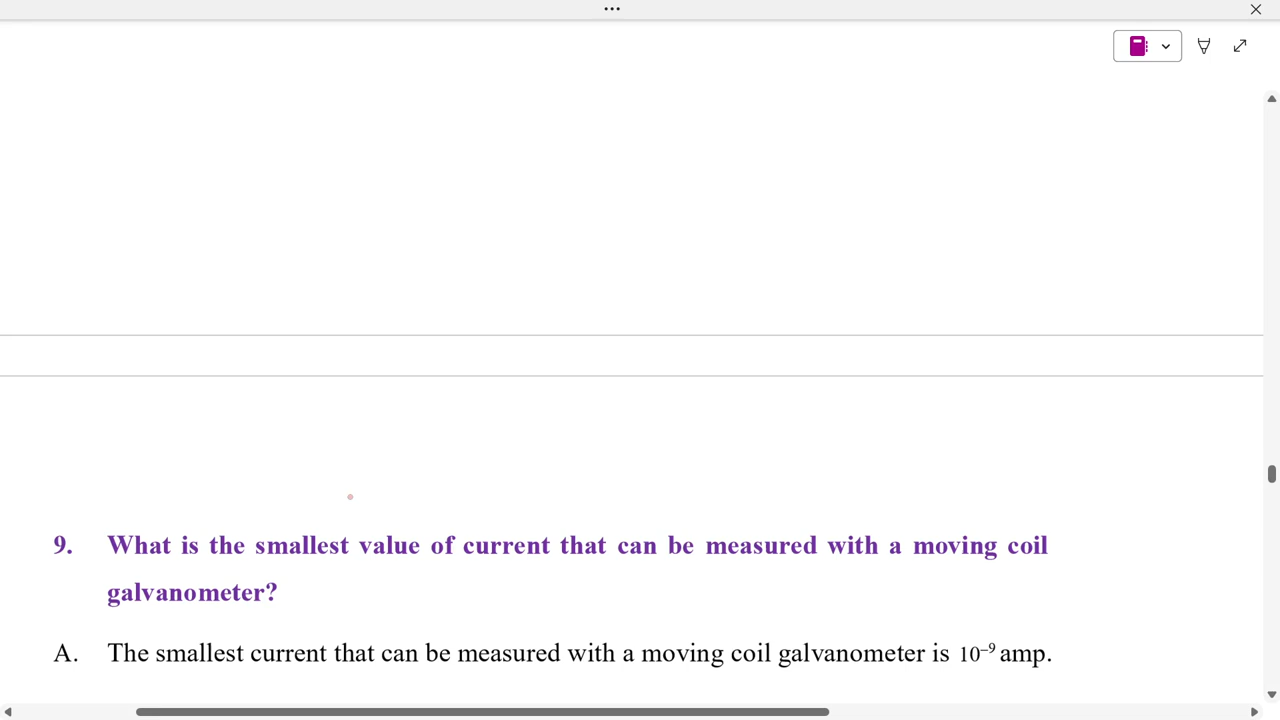 9. What is the smallest value of current that can be measured with a moving coil
galvanometer?
A. The smallest current that can be measured with a moving coil galvanometer is 10⁻⁹ amp.